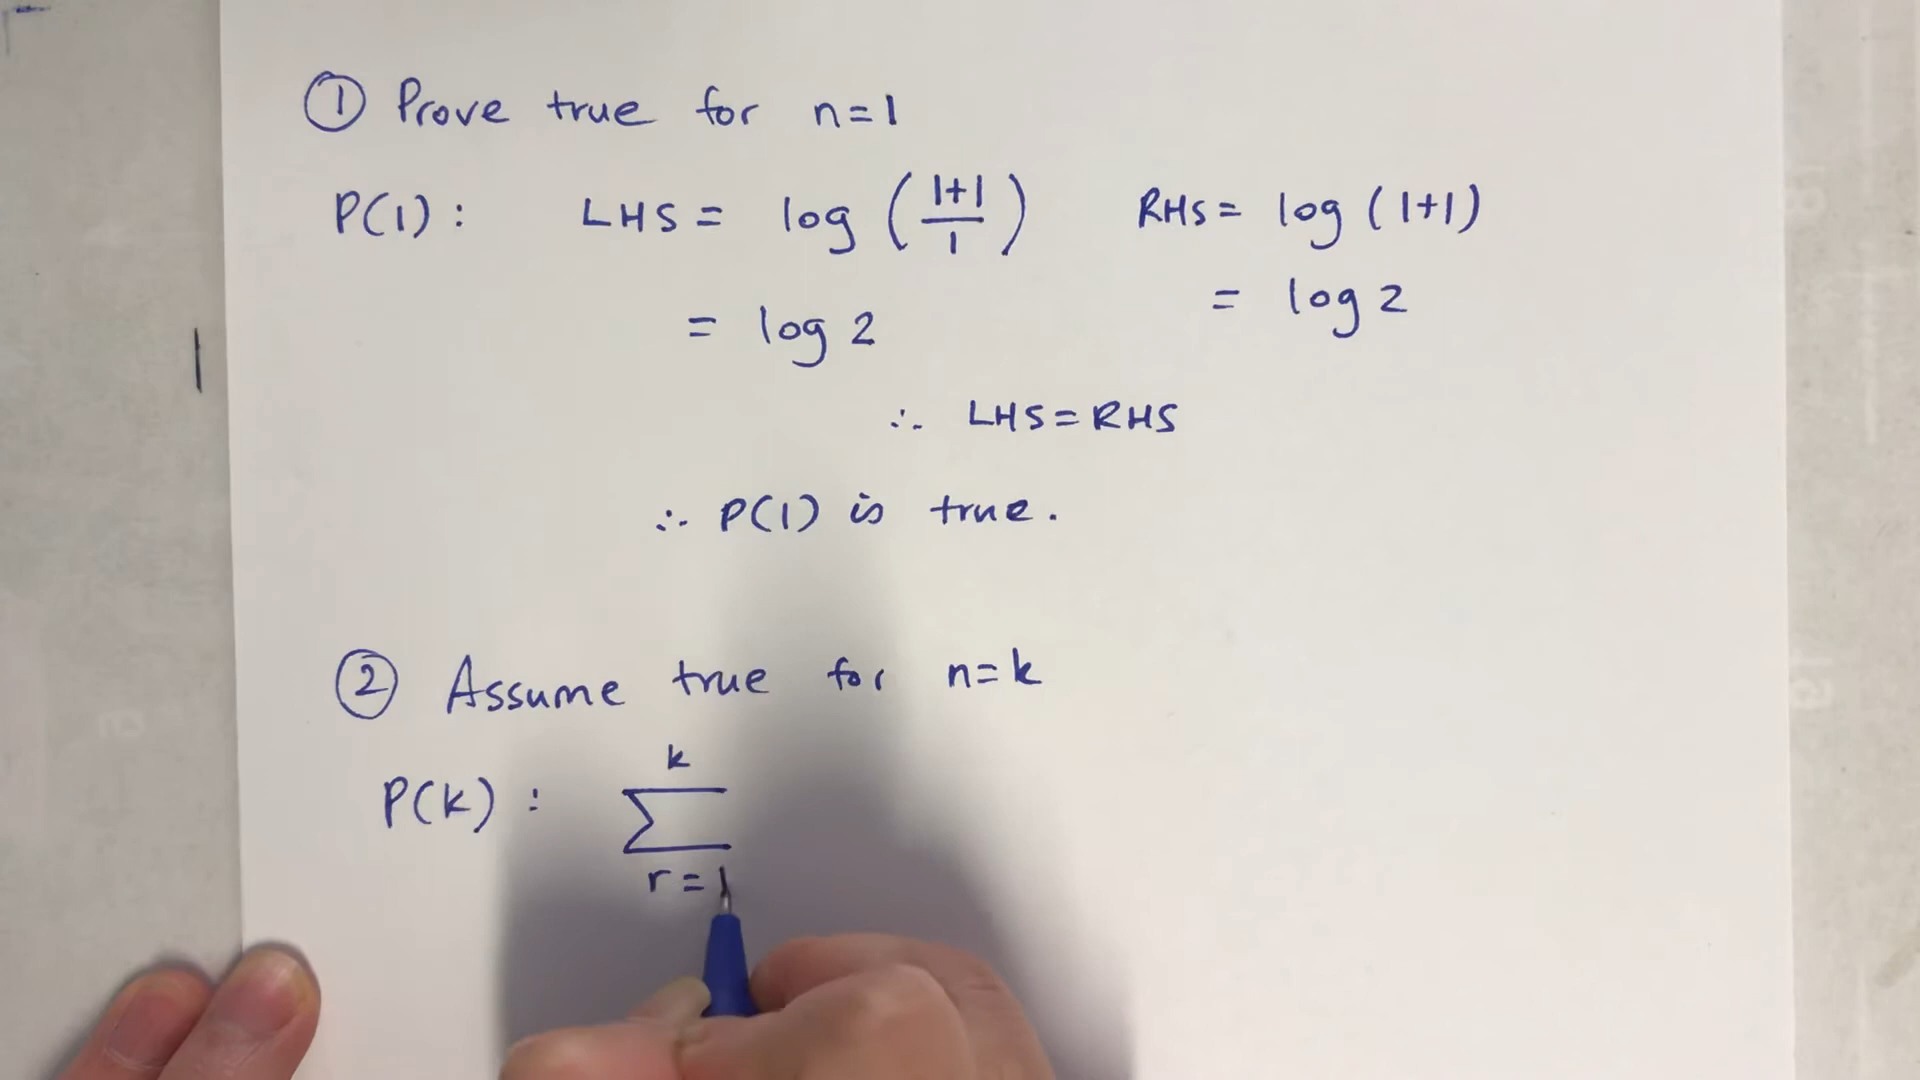 ① Prove true for n=1
P(1): LHS = log (1+1/1) RHS = log (1+1)
= log 2 = log 2
∴ LHS = RHS
∴ P(1) is true.
② Assume true for n=k
k
P(k): Σ
r=1